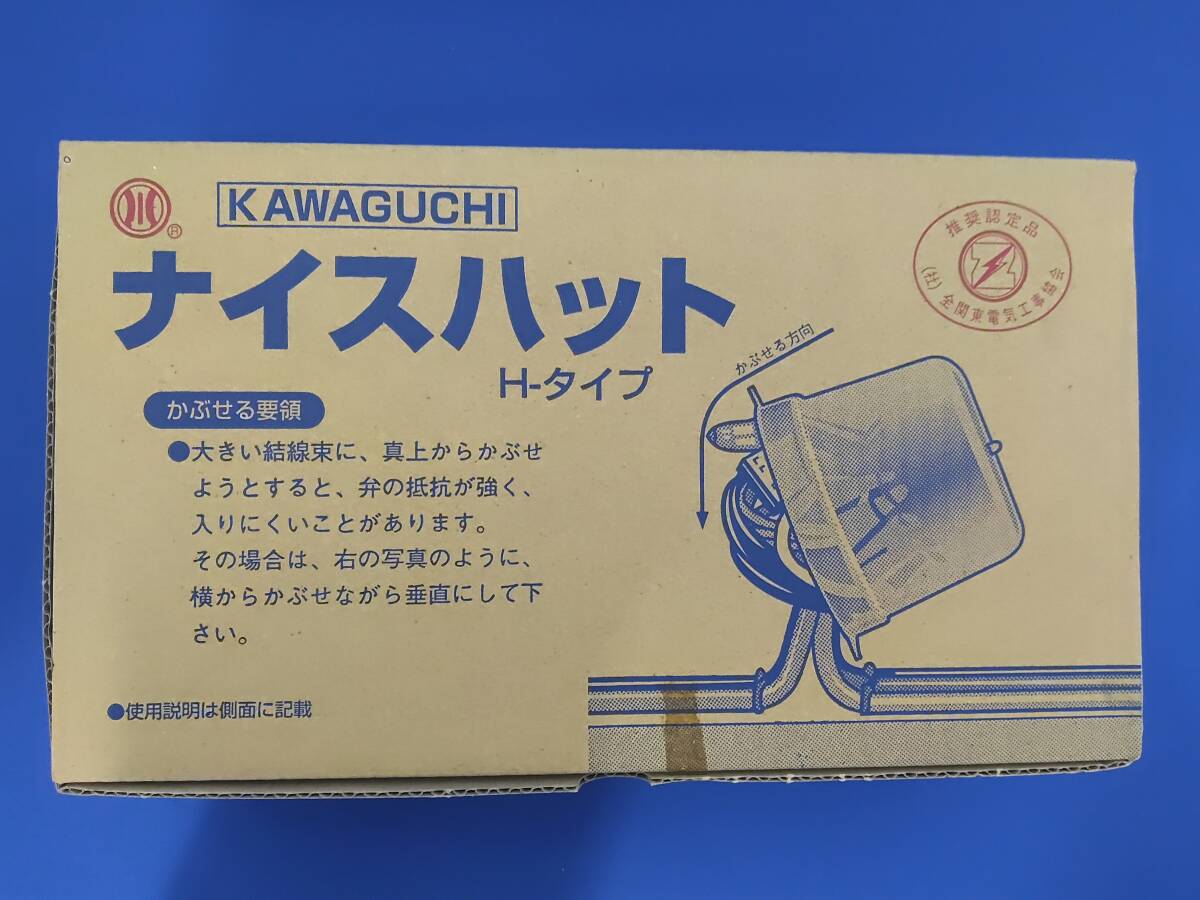 KAWAGUCHI
®
ナイスハット
H-タイプ
推奨認定品
(社)全関東電気工事協会
かぶせる方向
かぶせる要領
●大きい結線束に、真上からかぶせ
ようとすると、弁の抵抗が強く、
入りにくいことがあります。
その場合は、右の写真のように、
横からかぶせながら垂直にして下
さい。
●使用説明は側面に記載